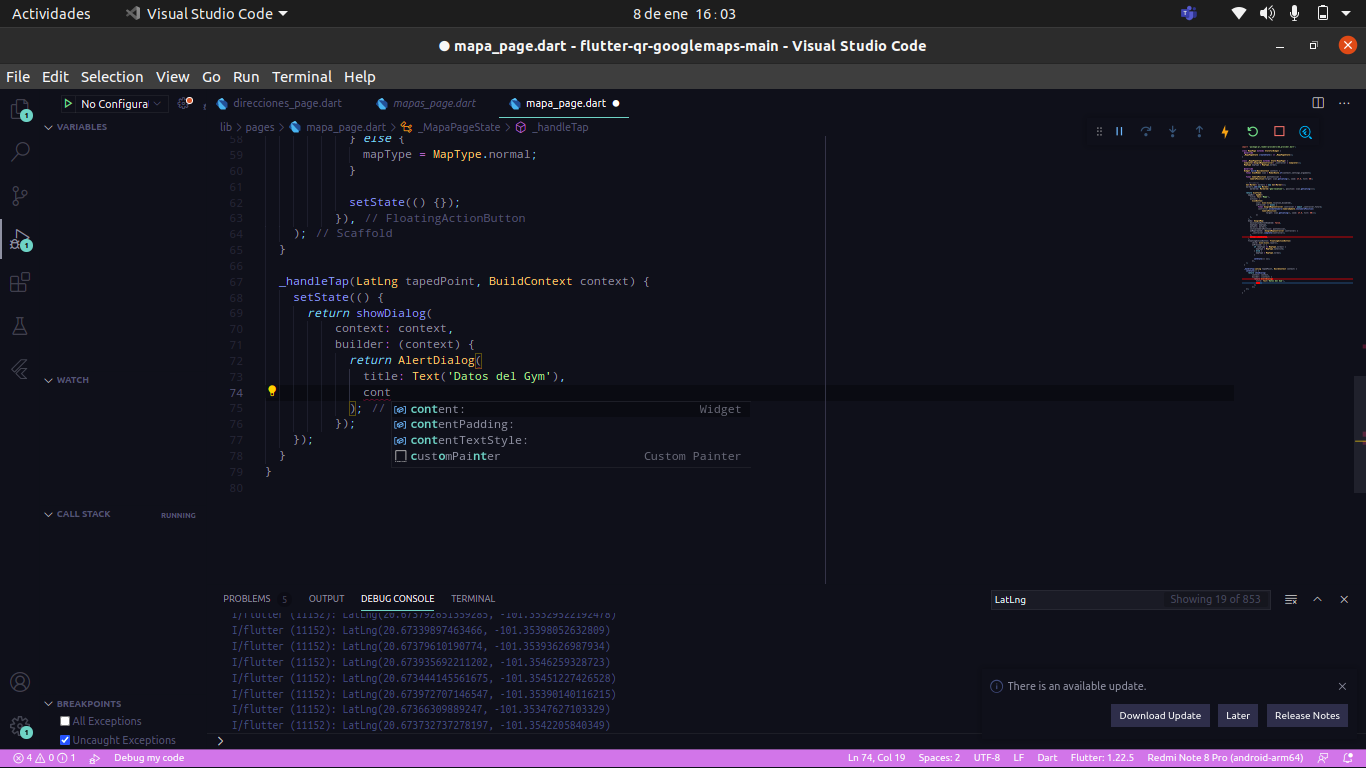 Actividades Visual Studio Code 8 de ene 16:03
mapa_page.dart - flutter-qr-googlemaps-main - Visual Studio Code
File Edit Selection View Go Run Terminal Help
1 No Configura direcciones_page.dart mapas_page.dart mapa_page.dart
VARIABLES
lib > pages > mapa_page.dart > _MapaPageState > _handleTap
58 } else {
59 mapType = MapType.normal;
60 }
61
62 setState(() {});
63 }), // FloatingActionButton
64 ); // Scaffold
65 }
66
67 _handleTap(LatLng tapedPoint, BuildContext context) {
68 setState(() {
69 return showDialog(
70 context: context,
71 builder: (context) {
72 return AlertDialog(
73 title: Text('Datos del Gym'),
74 cont
75 ); //
76 });
77 });
78 }
79 }
80
content: Widget
contentPadding:
contentTextStyle:
customPainter Custom Painter
1
WATCH
CALL STACK RUNNING
PROBLEMS 5 OUTPUT DEBUG CONSOLE TERMINAL LatLng Showing 19 of 853
I/flutter (11152): LatLng(20.673792651359285, -101.35329522192478)
I/flutter (11152): LatLng(20.67339897463466, -101.35398052632809)
I/flutter (11152): LatLng(20.67379610190774, -101.35393626987934)
I/flutter (11152): LatLng(20.673935692211202, -101.3546259328723)
I/flutter (11152): LatLng(20.673444145561675, -101.35451227426528)
I/flutter (11152): LatLng(20.673972707146547, -101.35390140116215)
I/flutter (11152): LatLng(20.67366309889247, -101.35347627103329)
I/flutter (11152): LatLng(20.673732737278197, -101.3542205840349)
>
There is an available update.
Download Update Later Release Notes
BREAKPOINTS
All Exceptions
Uncaught Exceptions
1
4 0 1 Debug my code Ln 74, Col 19 Spaces: 2 UTF-8 LF Dart Flutter: 1.22.5 Redmi Note 8 Pro (android-arm64)